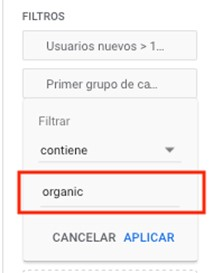 FILTROS
Usuarios nuevos > 1...
Primer grupo de ca...
Filtrar
contiene
organic
CANCELAR APLICAR